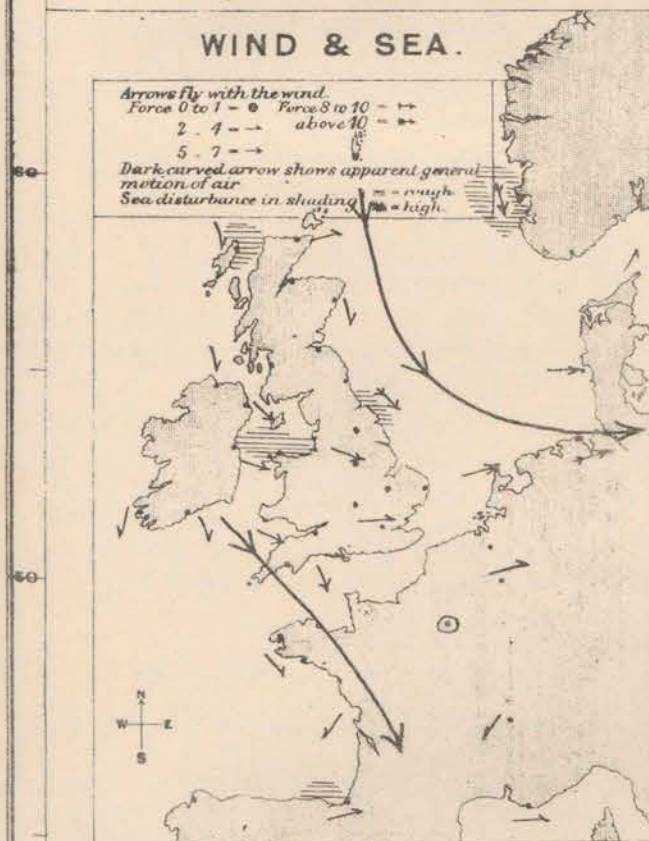 WIND & SEA.
Arrows fly with the wind.
Force 0 to 1 = Force 8 to 10 =
2 - 4 = above 10 =
5 - 7 =
Dark curved arrow shows apparent general
motion of air
Sea disturbance in shading = rough
= high.
60
50
N
W E
S